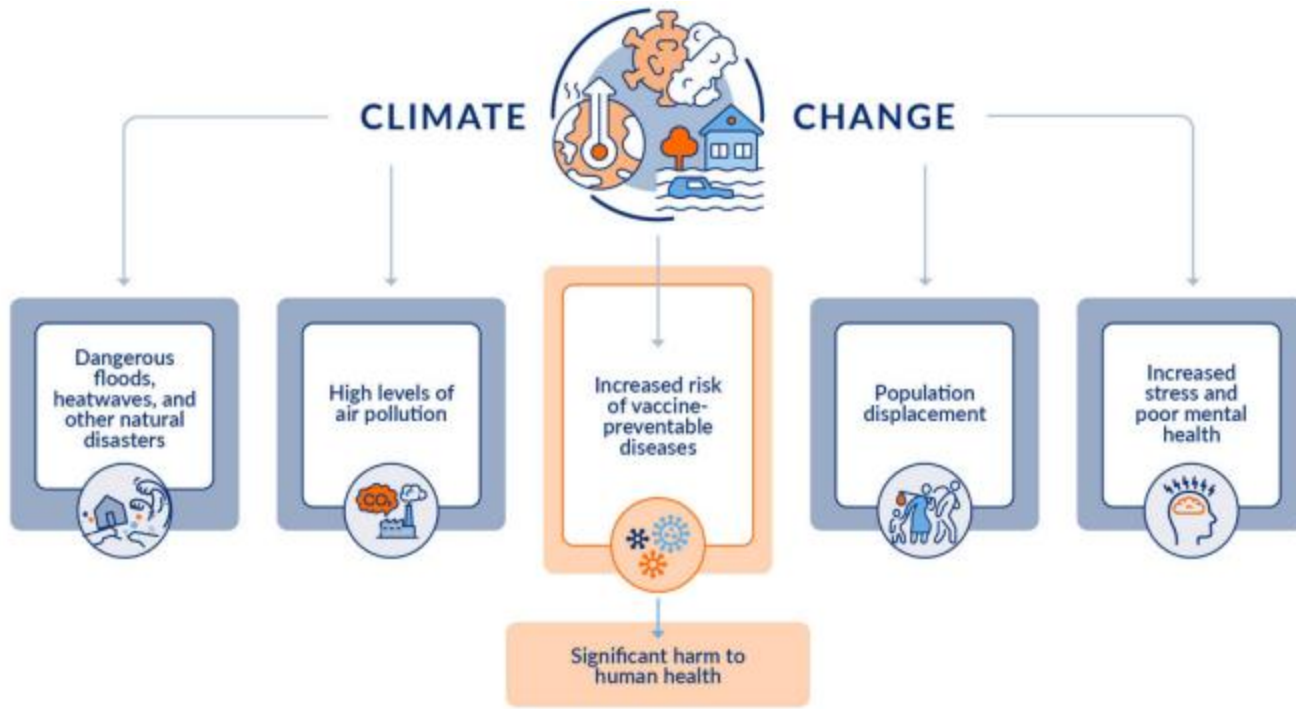 CLIMATE CHANGE
Dangerous
floods,
heatwaves, and
other natural
disasters
High levels of
air pollution
CO₂
Increased risk
of vaccine-
preventable
diseases
Population
displacement
Increased
stress and
poor mental
health
Significant harm to
human health